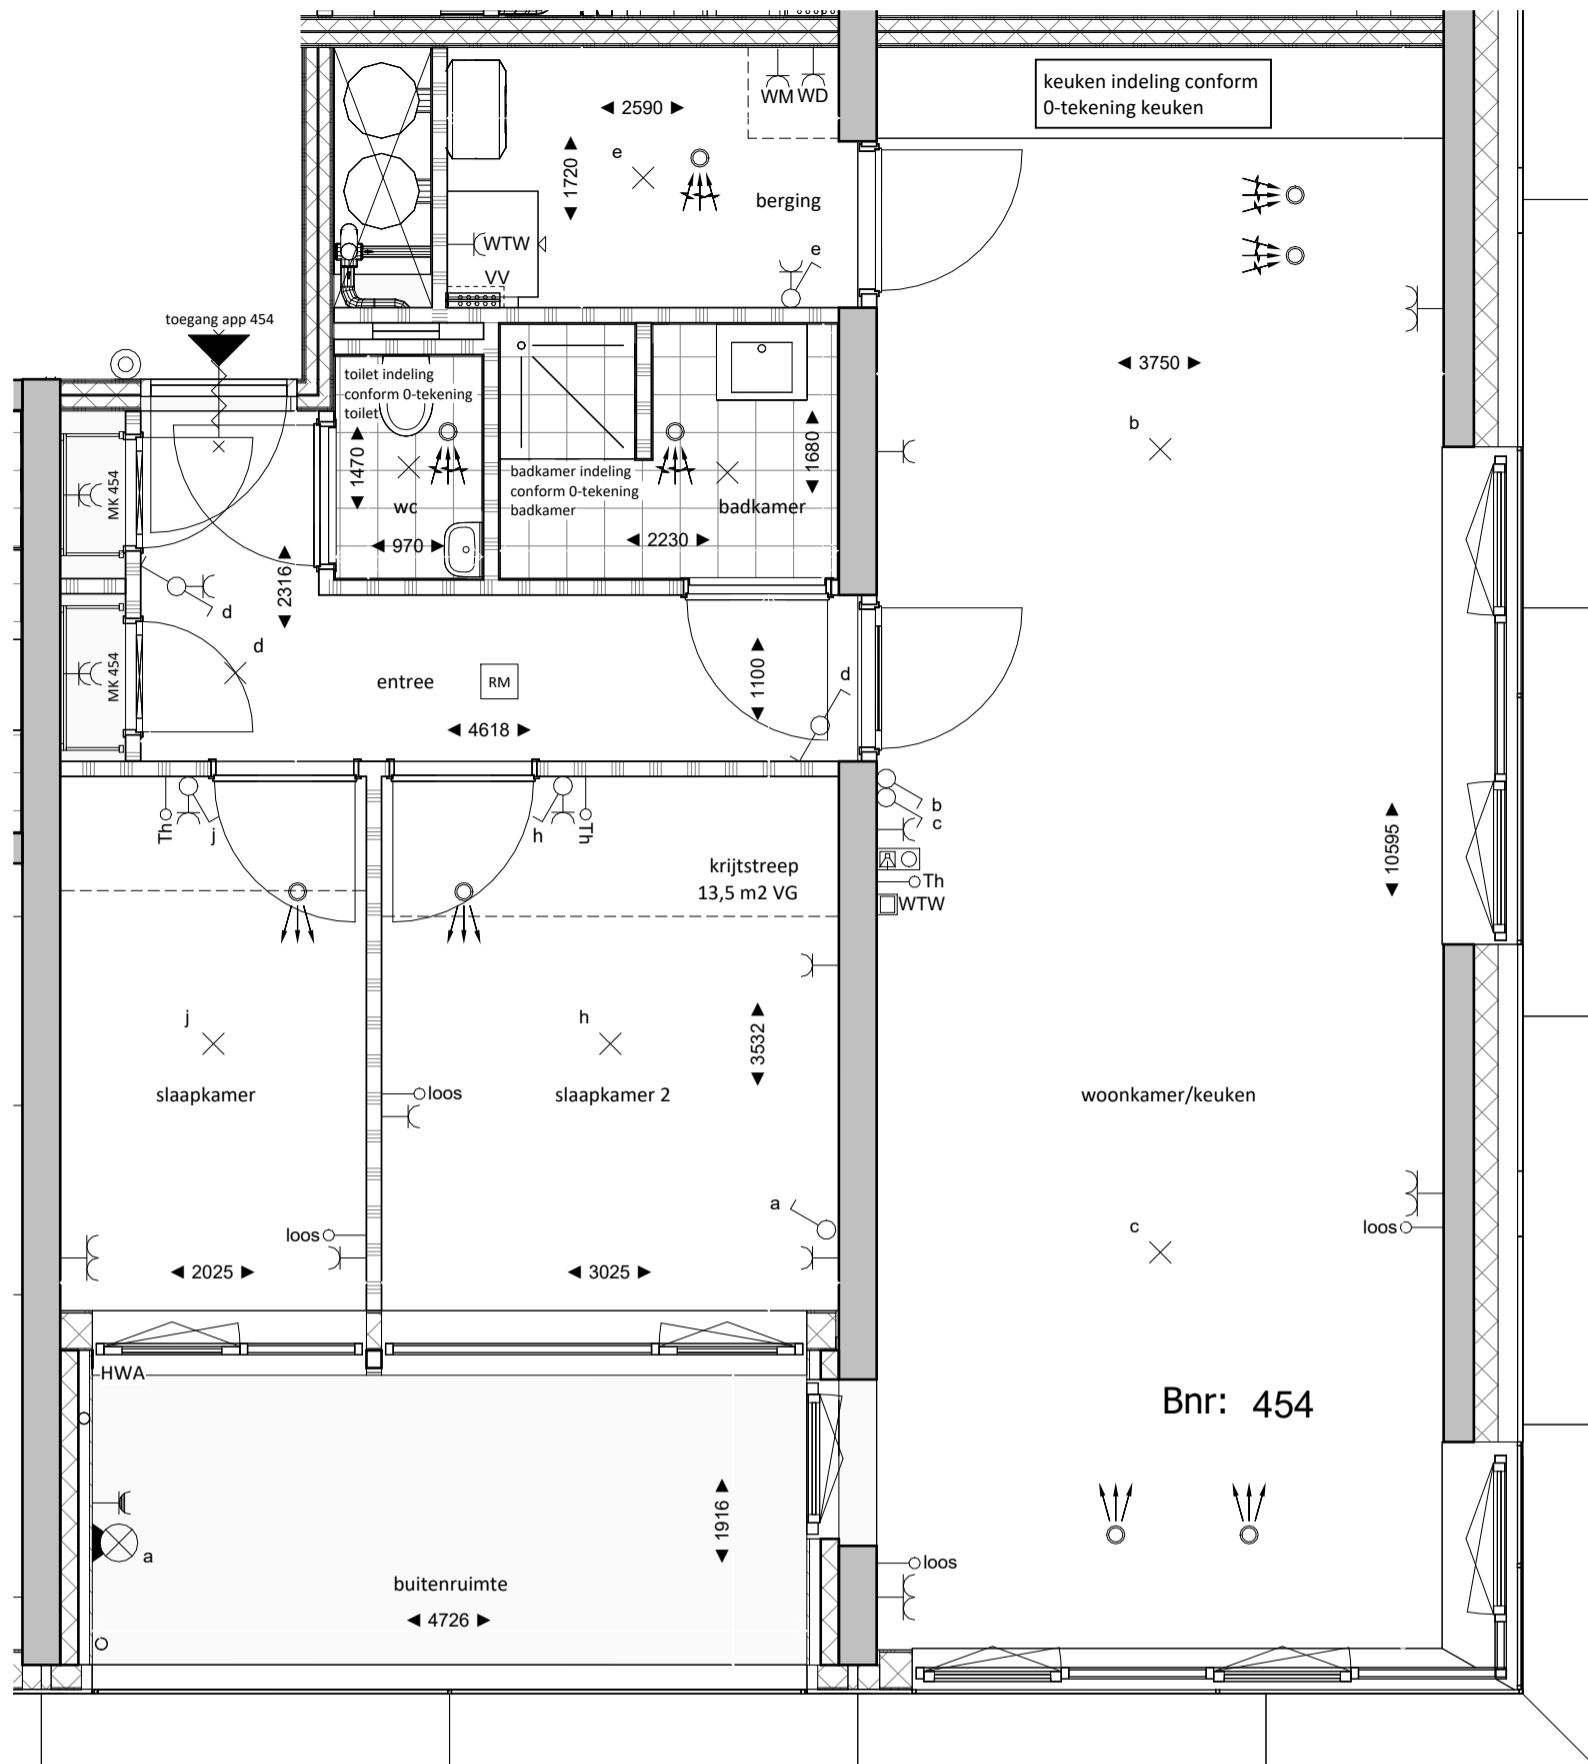 keuken indeling conform
0-tekening keuken
2590
WM WD
1720
e
berging
WTW
VV
e
toegang app 454
3750
toilet indeling
conform 0-tekening
toilet
b
1470
1680
badkamer indeling
conform 0-tekening
badkamer
MK 454
wc
badkamer
970
2230
2316
d
d
MK 454
entree
RM
1100
d
4618
Th
j
h
Th
b
c
10595
krijtstreep
13,5 m2 VG
Th
WTW
j
h
3532
slaapkamer
loos
slaapkamer 2
woonkamer/keuken
a
loos
c
loos
2025
3025
HWA
Bnr: 454
1916
a
loos
buitenruimte
4726